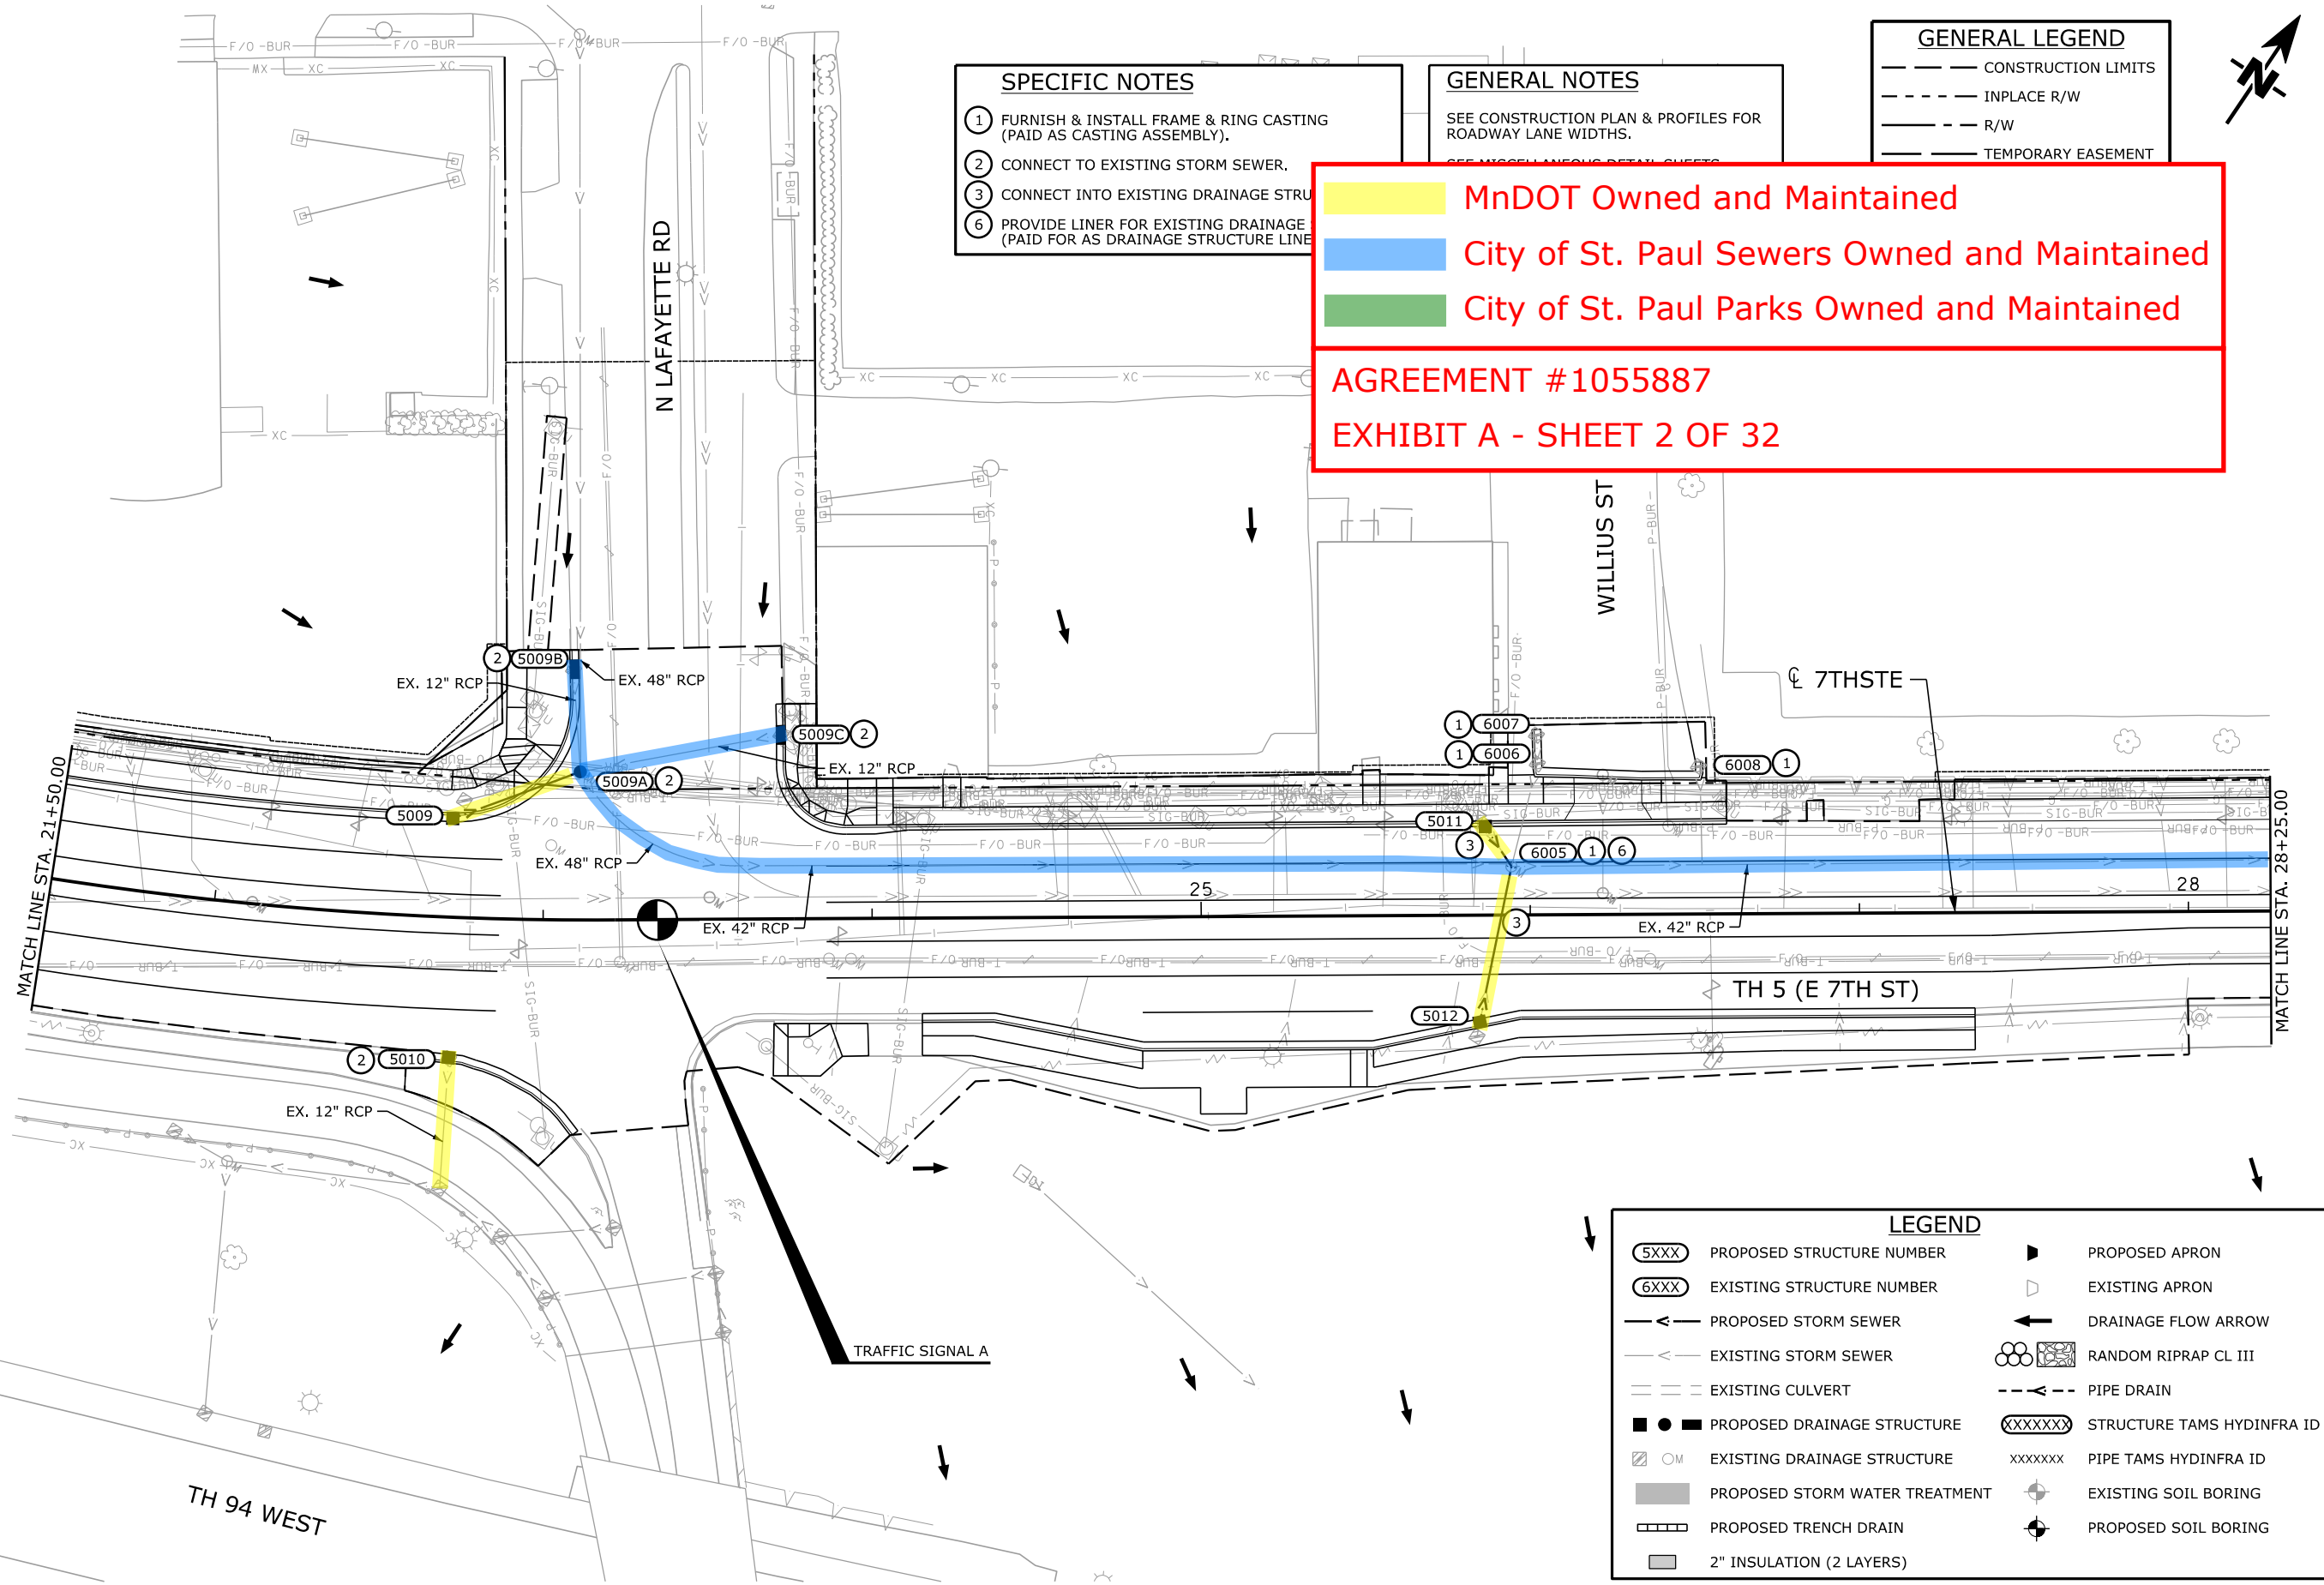 SPECIFIC NOTES
1 FURNISH & INSTALL FRAME & RING CASTING
(PAID AS CASTING ASSEMBLY).
2 CONNECT TO EXISTING STORM SEWER.
3 CONNECT INTO EXISTING DRAINAGE STRU
6 PROVIDE LINER FOR EXISTING DRAINAGE
(PAID FOR AS DRAINAGE STRUCTURE LINE
GENERAL NOTES
SEE CONSTRUCTION PLAN & PROFILES FOR
ROADWAY LANE WIDTHS.
SEE MISCELLANEOUS DETAIL SHEETS
GENERAL LEGEND
CONSTRUCTION LIMITS
INPLACE R/W
R/W
TEMPORARY EASEMENT
N
MnDOT Owned and Maintained
City of St. Paul Sewers Owned and Maintained
City of St. Paul Parks Owned and Maintained
AGREEMENT #1055887
EXHIBIT A - SHEET 2 OF 32
N LAFAYETTE RD
WILLIUS ST
2 5009B
EX. 12" RCP
EX. 48" RCP
5009C 2
EX. 12" RCP
5009A 2
5009
EX. 48" RCP
EX. 42" RCP
1 6007
1 6006
6008 1
5011
3
6005 1 6
℄ 7THSTE
25
28
3
EX. 42" RCP
TH 5 (E 7TH ST)
5012
2 5010
EX. 12" RCP
MATCH LINE STA. 21+50.00
MATCH LINE STA. 28+25.00
TRAFFIC SIGNAL A
TH 94 WEST
LEGEND
5XXX PROPOSED STRUCTURE NUMBER
6XXX EXISTING STRUCTURE NUMBER
PROPOSED STORM SEWER
EXISTING STORM SEWER
EXISTING CULVERT
PROPOSED DRAINAGE STRUCTURE
M EXISTING DRAINAGE STRUCTURE
PROPOSED STORM WATER TREATMENT
PROPOSED TRENCH DRAIN
2" INSULATION (2 LAYERS)
PROPOSED APRON
EXISTING APRON
DRAINAGE FLOW ARROW
RANDOM RIPRAP CL III
PIPE DRAIN
XXXXXXX STRUCTURE TAMS HYDINFRA ID
XXXXXXX PIPE TAMS HYDINFRA ID
EXISTING SOIL BORING
PROPOSED SOIL BORING